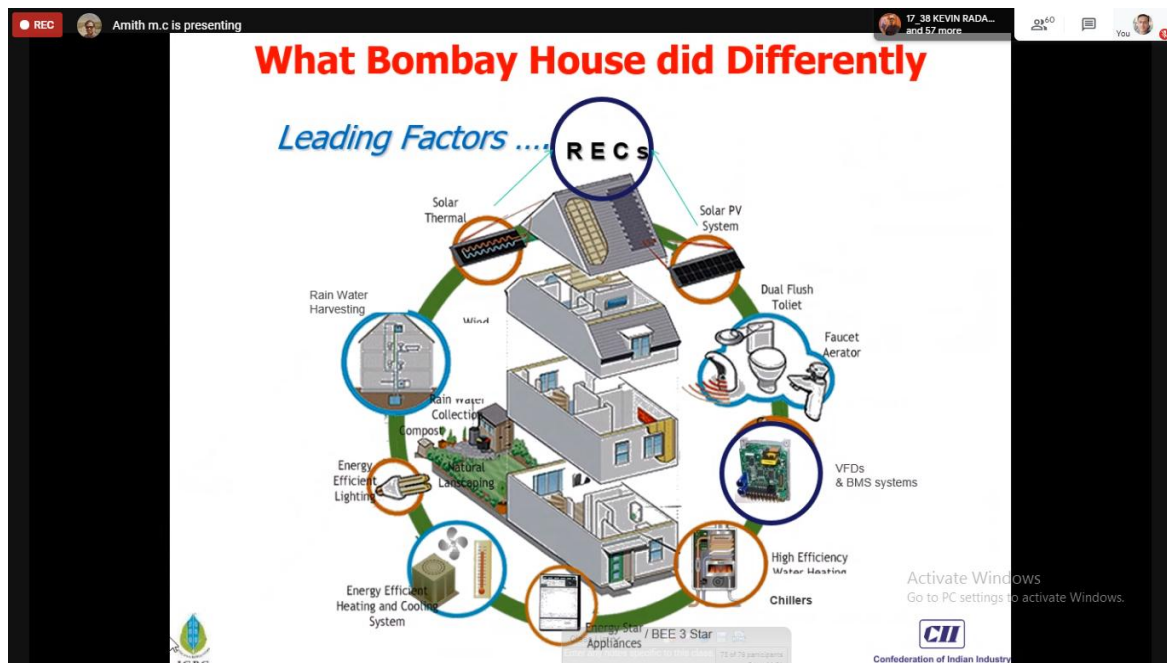 REC
Amith m.c is presenting
17_38 KEVIN RADA...
and 57 more
60
You
What Bombay House did Differently
Leading Factors ....
R E C s
Solar
Thermal
Solar PV
System
Rain Water
Harvesting
Wind
Dual Flush
Toliet
Faucet
Aerator
Rain Water
Collection
Compost
Natural
Lanscoping
Energy
Efficient
Lighting
VFDs
& BMS systems
High Efficiency
Water Heating
Chillers
Energy Efficient
Heating and Cooling
System
Energy Star / BEE 3 Star
Appliances
Activate Windows
Go to PC settings to activate Windows.
CII
Confederation of Indian Industry
IGBC